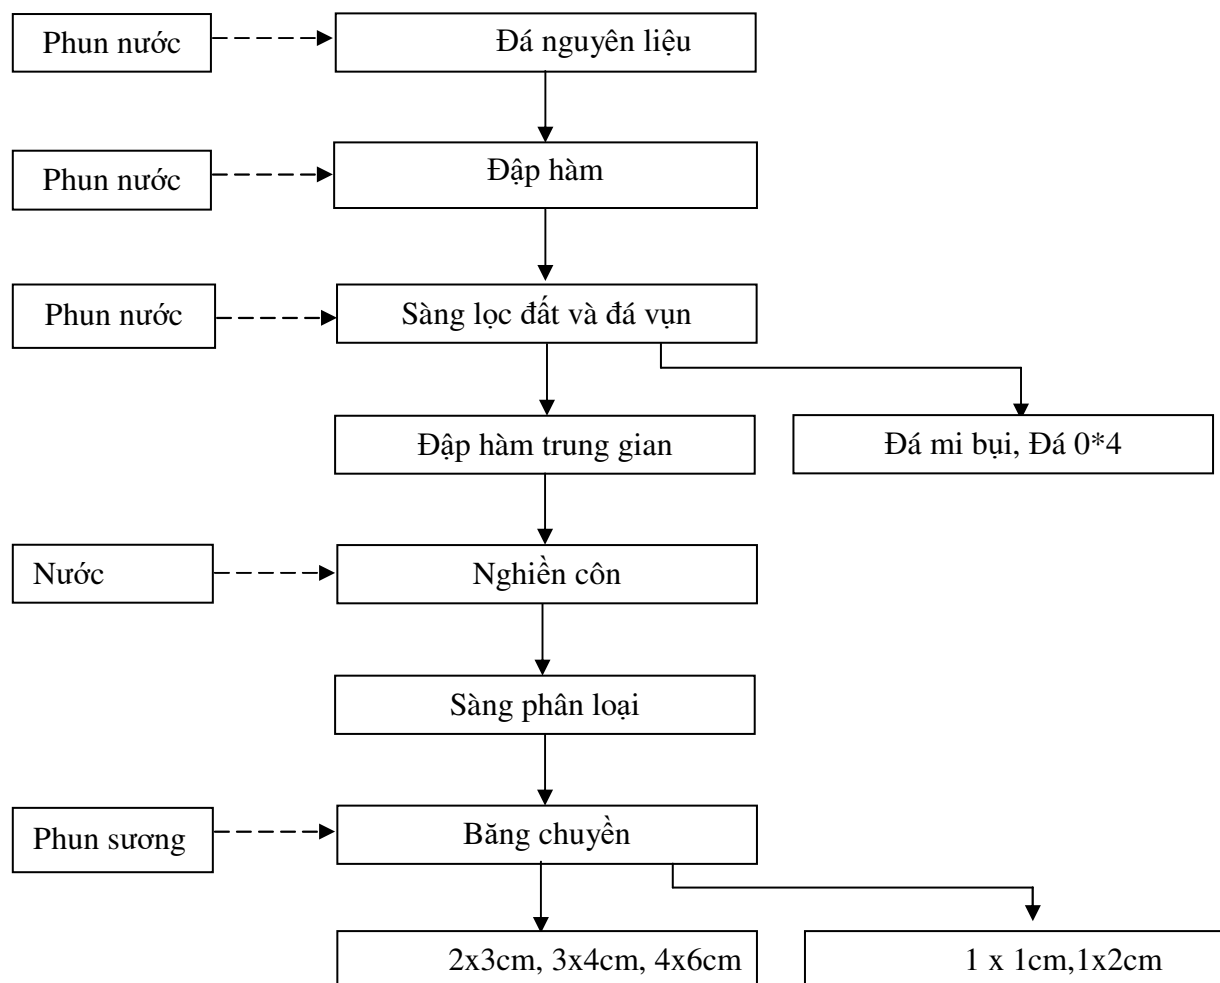 Phun nước
Đá nguyên liệu
Phun nước
Đập hàm
Phun nước
Sàng lọc đất và đá vụn
Đập hàm trung gian
Đá mi bụi, Đá 0*4
Nước
Nghiền côn
Sàng phân loại
Phun sương
Băng chuyền
2x3cm, 3x4cm, 4x6cm
1 x 1cm,1x2cm